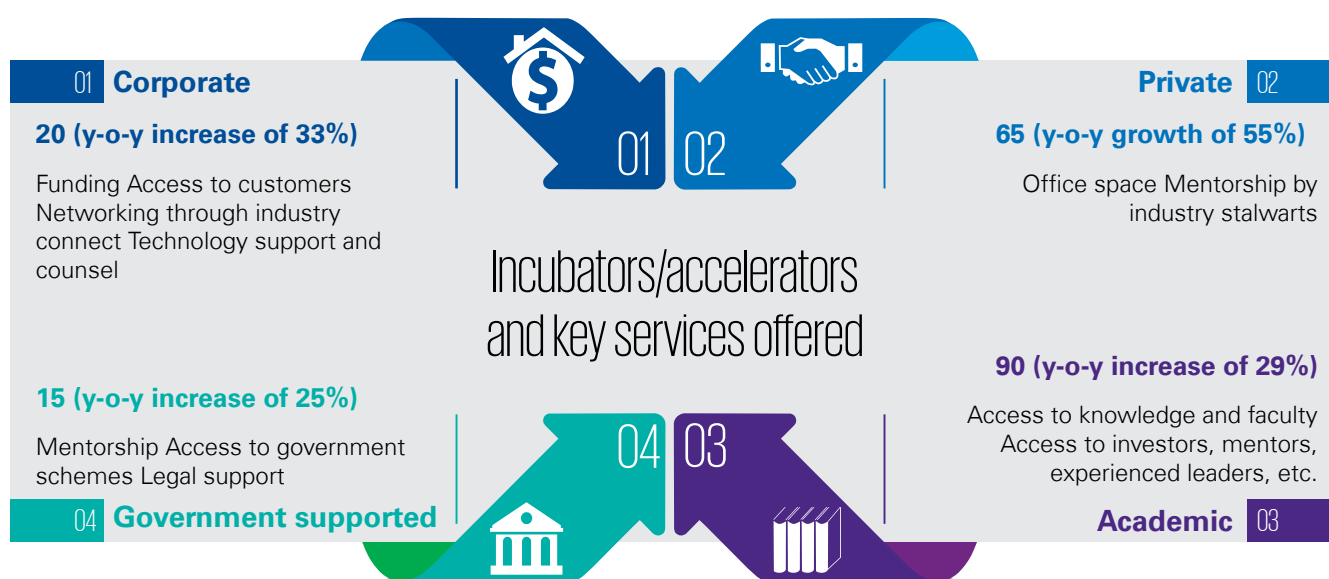 01 Corporate
20 (y-o-y increase of 33%)
Funding Access to customers
Networking through industry
connect Technology support and
counsel
01
02
Private 02
65 (y-o-y growth of 55%)
Office space Mentorship by
industry stalwarts
Incubators/accelerators
and key services offered
15 (y-o-y increase of 25%)
Mentorship Access to government
schemes Legal support
04 Government supported
04
03
90 (y-o-y increase of 29%)
Access to knowledge and faculty
Access to investors, mentors,
experienced leaders, etc.
Academic 03
$